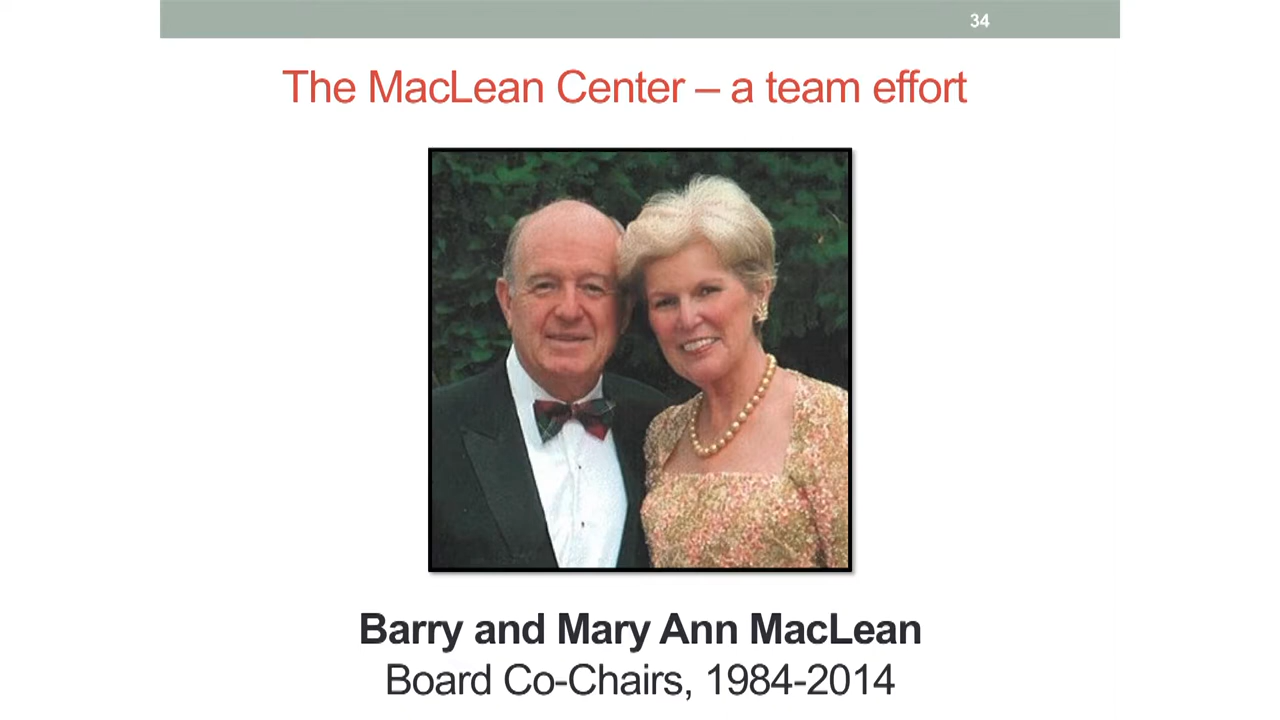 34
The MacLean Center – a team effort
Barry and Mary Ann MacLean
Board Co-Chairs, 1984-2014